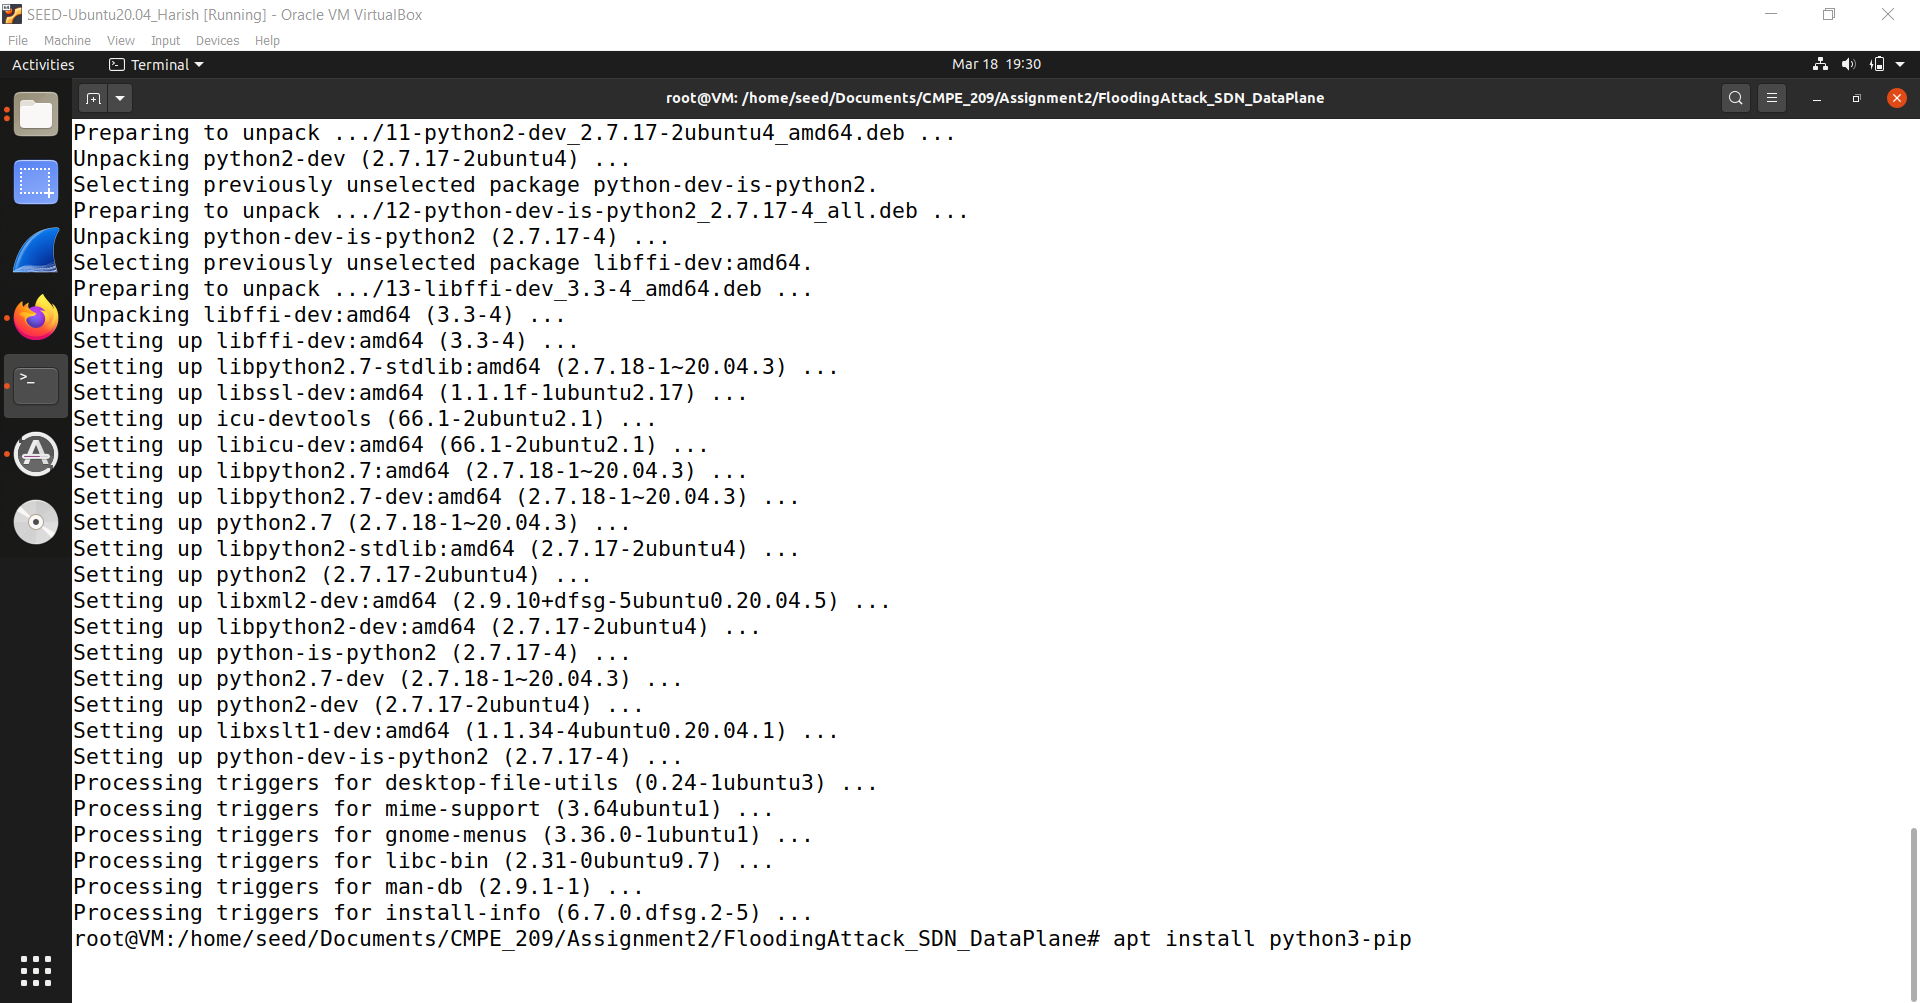 SEED-Ubuntu20.04_Harish [Running] - Oracle VM VirtualBox
File Machine View Input Devices Help
Activities Terminal Mar 18 19:30
root@VM: /home/seed/Documents/CMPE_209/Assignment2/FloodingAttack_SDN_DataPlane
Preparing to unpack .../11-python2-dev_2.7.17-2ubuntu4_amd64.deb ...
Unpacking python2-dev (2.7.17-2ubuntu4) ...
Selecting previously unselected package python-dev-is-python2.
Preparing to unpack .../12-python-dev-is-python2_2.7.17-4_all.deb ...
Unpacking python-dev-is-python2 (2.7.17-4) ...
Selecting previously unselected package libffi-dev:amd64.
Preparing to unpack .../13-libffi-dev_3.3-4_amd64.deb ...
Unpacking libffi-dev:amd64 (3.3-4) ...
Setting up libffi-dev:amd64 (3.3-4) ...
Setting up libpython2.7-stdlib:amd64 (2.7.18-1~20.04.3) ...
Setting up libssl-dev:amd64 (1.1.1f-1ubuntu2.17) ...
Setting up icu-devtools (66.1-2ubuntu2.1) ...
Setting up libicu-dev:amd64 (66.1-2ubuntu2.1) ...
Setting up libpython2.7:amd64 (2.7.18-1~20.04.3) ...
Setting up libpython2.7-dev:amd64 (2.7.18-1~20.04.3) ...
Setting up python2.7 (2.7.18-1~20.04.3) ...
Setting up libpython2-stdlib:amd64 (2.7.17-2ubuntu4) ...
Setting up python2 (2.7.17-2ubuntu4) ...
Setting up libxml2-dev:amd64 (2.9.10+dfsg-5ubuntu0.20.04.5) ...
Setting up libpython2-dev:amd64 (2.7.17-2ubuntu4) ...
Setting up python-is-python2 (2.7.17-4) ...
Setting up python2.7-dev (2.7.18-1~20.04.3) ...
Setting up python2-dev (2.7.17-2ubuntu4) ...
Setting up libxslt1-dev:amd64 (1.1.34-4ubuntu0.20.04.1) ...
Setting up python-dev-is-python2 (2.7.17-4) ...
Processing triggers for desktop-file-utils (0.24-1ubuntu3) ...
Processing triggers for mime-support (3.64ubuntu1) ...
Processing triggers for gnome-menus (3.36.0-1ubuntu1) ...
Processing triggers for libc-bin (2.31-0ubuntu9.7) ...
Processing triggers for man-db (2.9.1-1) ...
Processing triggers for install-info (6.7.0.dfsg.2-5) ...
root@VM:/home/seed/Documents/CMPE_209/Assignment2/FloodingAttack_SDN_DataPlane# apt install python3-pip